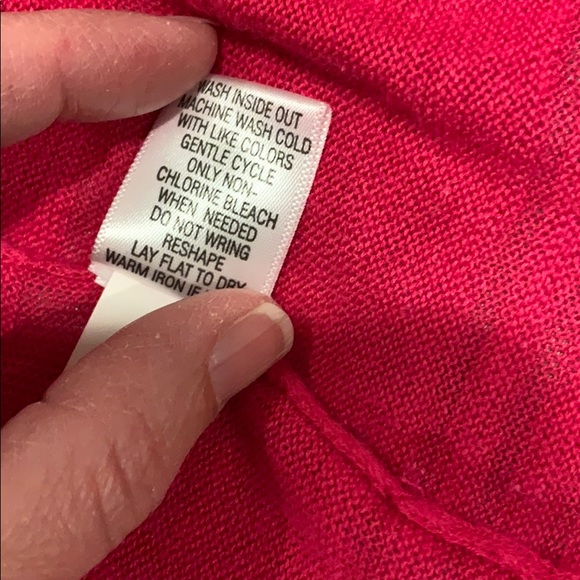 WASH INSIDE OUT
MACHINE WASH COLD
WITH LIKE COLORS
GENTLE CYCLE
ONLY NON-
CHLORINE BLEACH
WHEN NEEDED
DO NOT WRING
RESHAPE
LAY FLAT TO DRY
WARM IRON IF